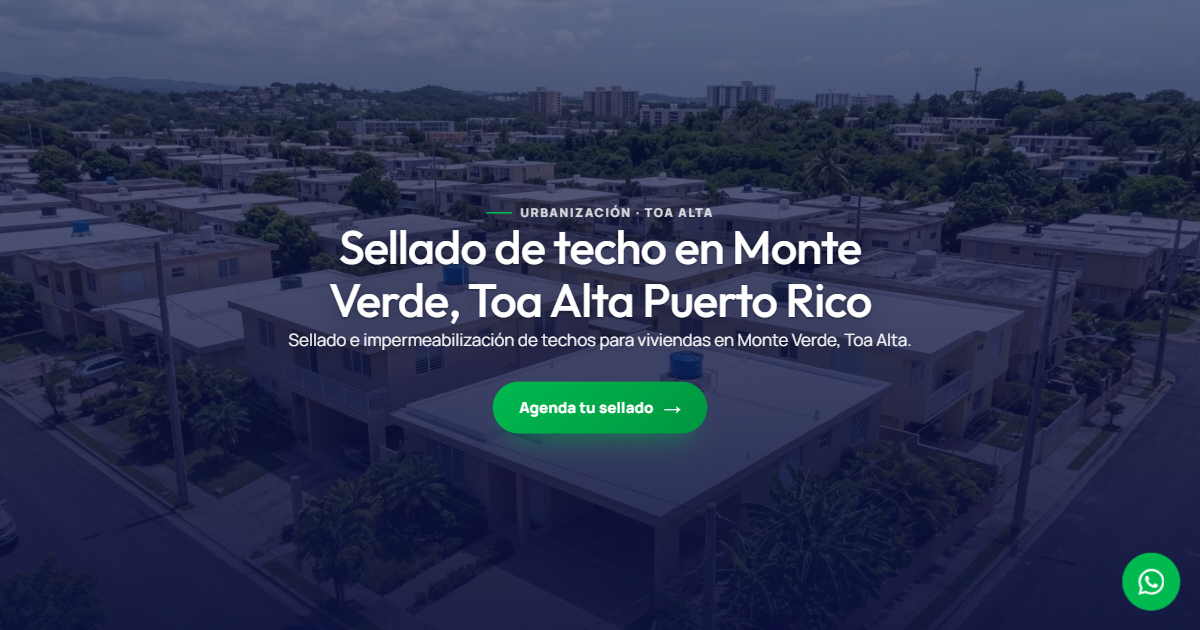 URBANIZACIÓN · TOA ALTA
Sellado de techo en Monte
Verde, Toa Alta Puerto Rico
Sellado e impermeabilización de techos para viviendas en Monte Verde, Toa Alta.
Agenda tu sellado →